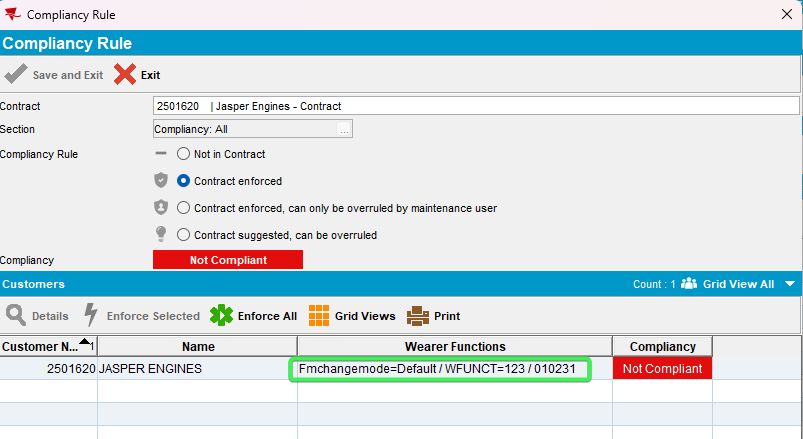 Compliancy Rule
Compliancy Rule
Save and Exit Exit
Contract 2501620 | Jasper Engines - Contract
Section Compliancy: All ...
Compliancy Rule Not in Contract
Contract enforced
Contract enforced, can only be overruled by maintenance user
Contract suggested, can be overruled
Compliancy Not Compliant
Customers Count : 1 Grid View All
Details Enforce Selected Enforce All Grid Views Print
Customer N... 1 Name Wearer Functions Compliancy
2501620 JASPER ENGINES Fmchangemode=Default / WFUNCT=123 / 010231 Not Compliant